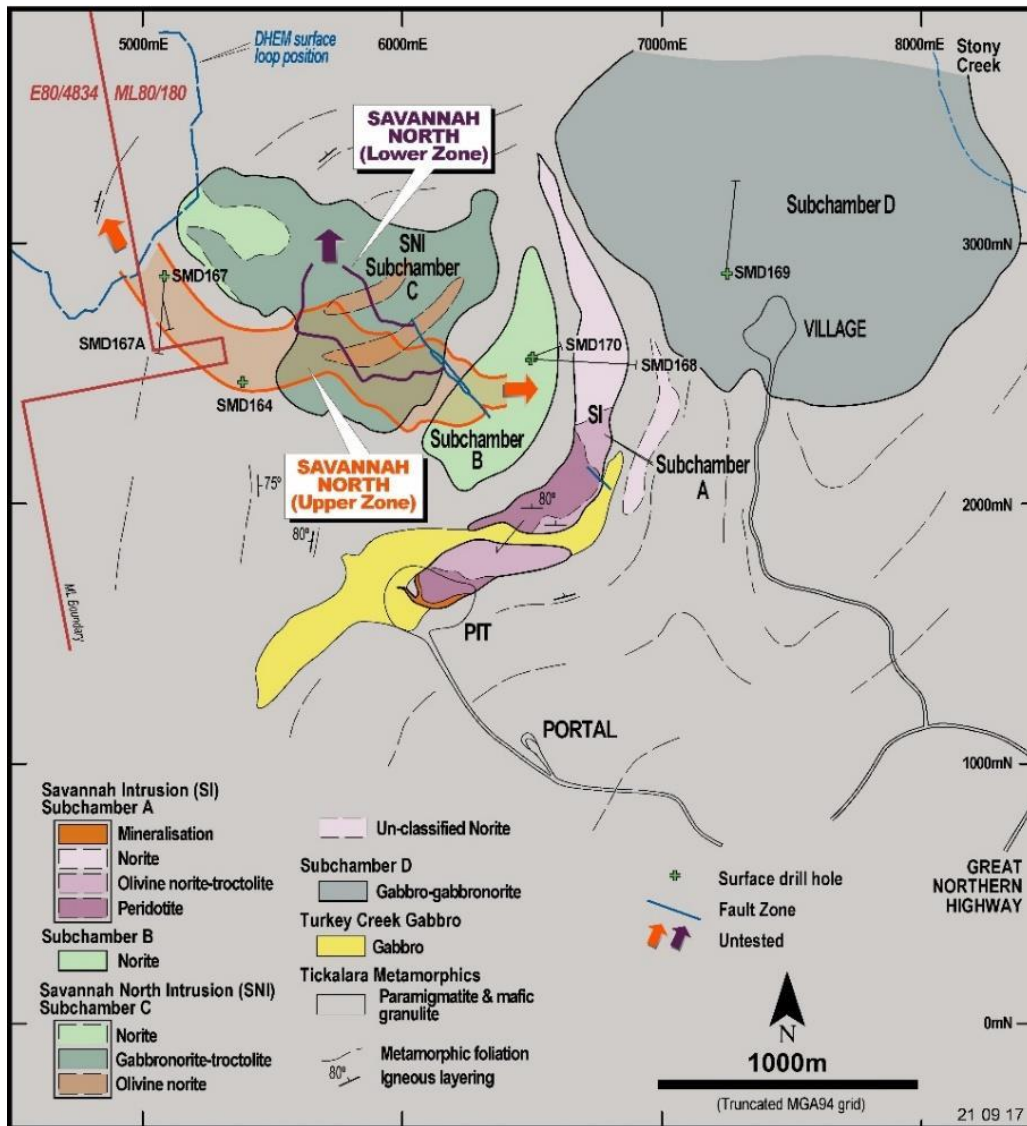 5000mE
6000mE
7000mE
8000mE
Stony
Creek
DHEM surface
loop position
E80/4834
ML80/180
SAVANNAH
NORTH
(Lower Zone)
Subchamber D
3000mN
SNI
Subchamber
C
SMD167
SMD169
VILLAGE
SMD167A
SMD170
SMD168
SMD164
SI
Subchamber
B
Subchamber
A
SAVANNAH
NORTH
(Upper Zone)
75°
80°
80°
2000mN
ML Boundary
PIT
PORTAL
1000mN
Savannah Intrusion (SI)
Subchamber A
Mineralisation
Norite
Olivine norite-troctolite
Peridotite
Subchamber B
Norite
Savannah North Intrusion (SNI)
Subchamber C
Norite
Gabbronorite-troctolite
Olivine norite
Un-classified Norite
Subchamber D
Gabbro-gabbronorite
Turkey Creek Gabbro
Gabbro
Tickalara Metamorphics
Paramigmatite & mafic
granulite
Metamorphic foliation
80°
Igneous layering
Surface drill hole
Fault Zone
Untested
GREAT
NORTHERN
HIGHWAY
0mN
N
1000m
(Truncated MGA94 grid)
21 09 17